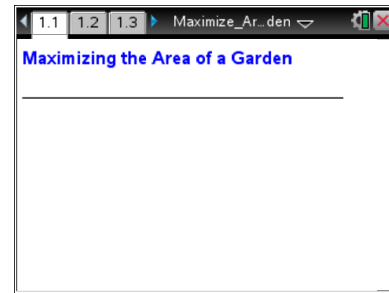 1.1 1.2 1.3 Maximize_Ar…den
Maximizing the Area of a Garden